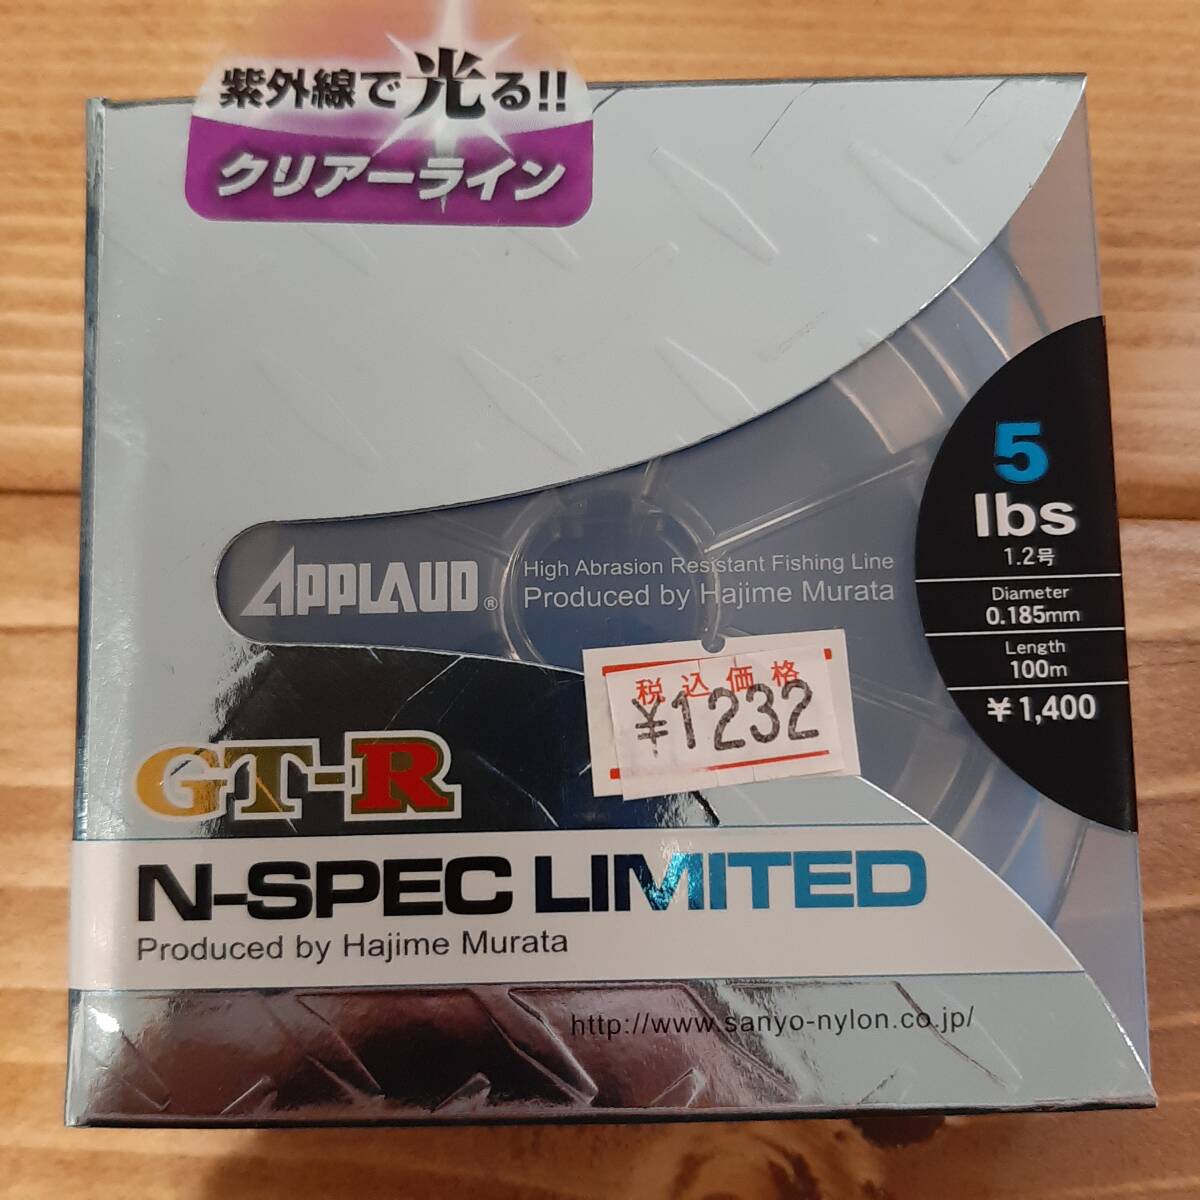 紫外線で光る!!
クリアーライン
5
lbs
1.2号
Diameter
0.185mm
Length
100m
￥1,400
APPLAUD®
High Abrasion Resistant Fishing Line
Produced by Hajime Murata
税込価格
¥1232
GT-R
N-SPEC LIMITED
Produced by Hajime Murata
http://www.sanyo-nylon.co.jp/